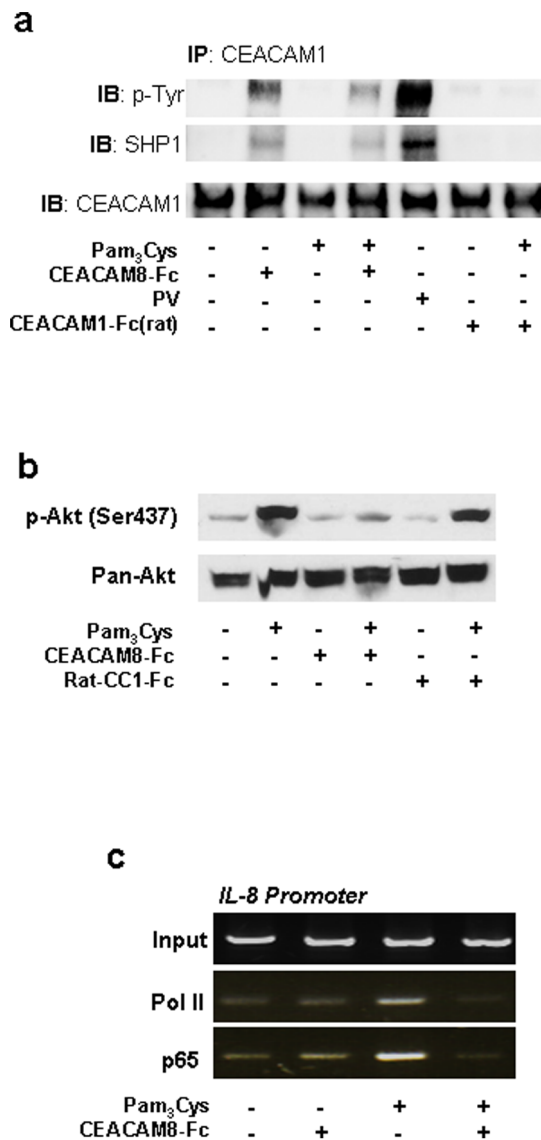 a
IP: CEACAM1
IB: p-Tyr
IB: SHP1
IB: CEACAM1
Pam₃Cys - - + + - - +
CEACAM8-Fc - + - + - - -
PV - - - - + - -
CEACAM1-Fc(rat) - - - - - + +
b
p-Akt (Ser437)
Pan-Akt
Pam₃Cys - + - + - +
CEACAM8-Fc - - + + - -
Rat-CC1-Fc - - - - + +
c
IL-8 Promoter
Input
Pol II
p65
Pam₃Cys - - + +
CEACAM8-Fc - + - +